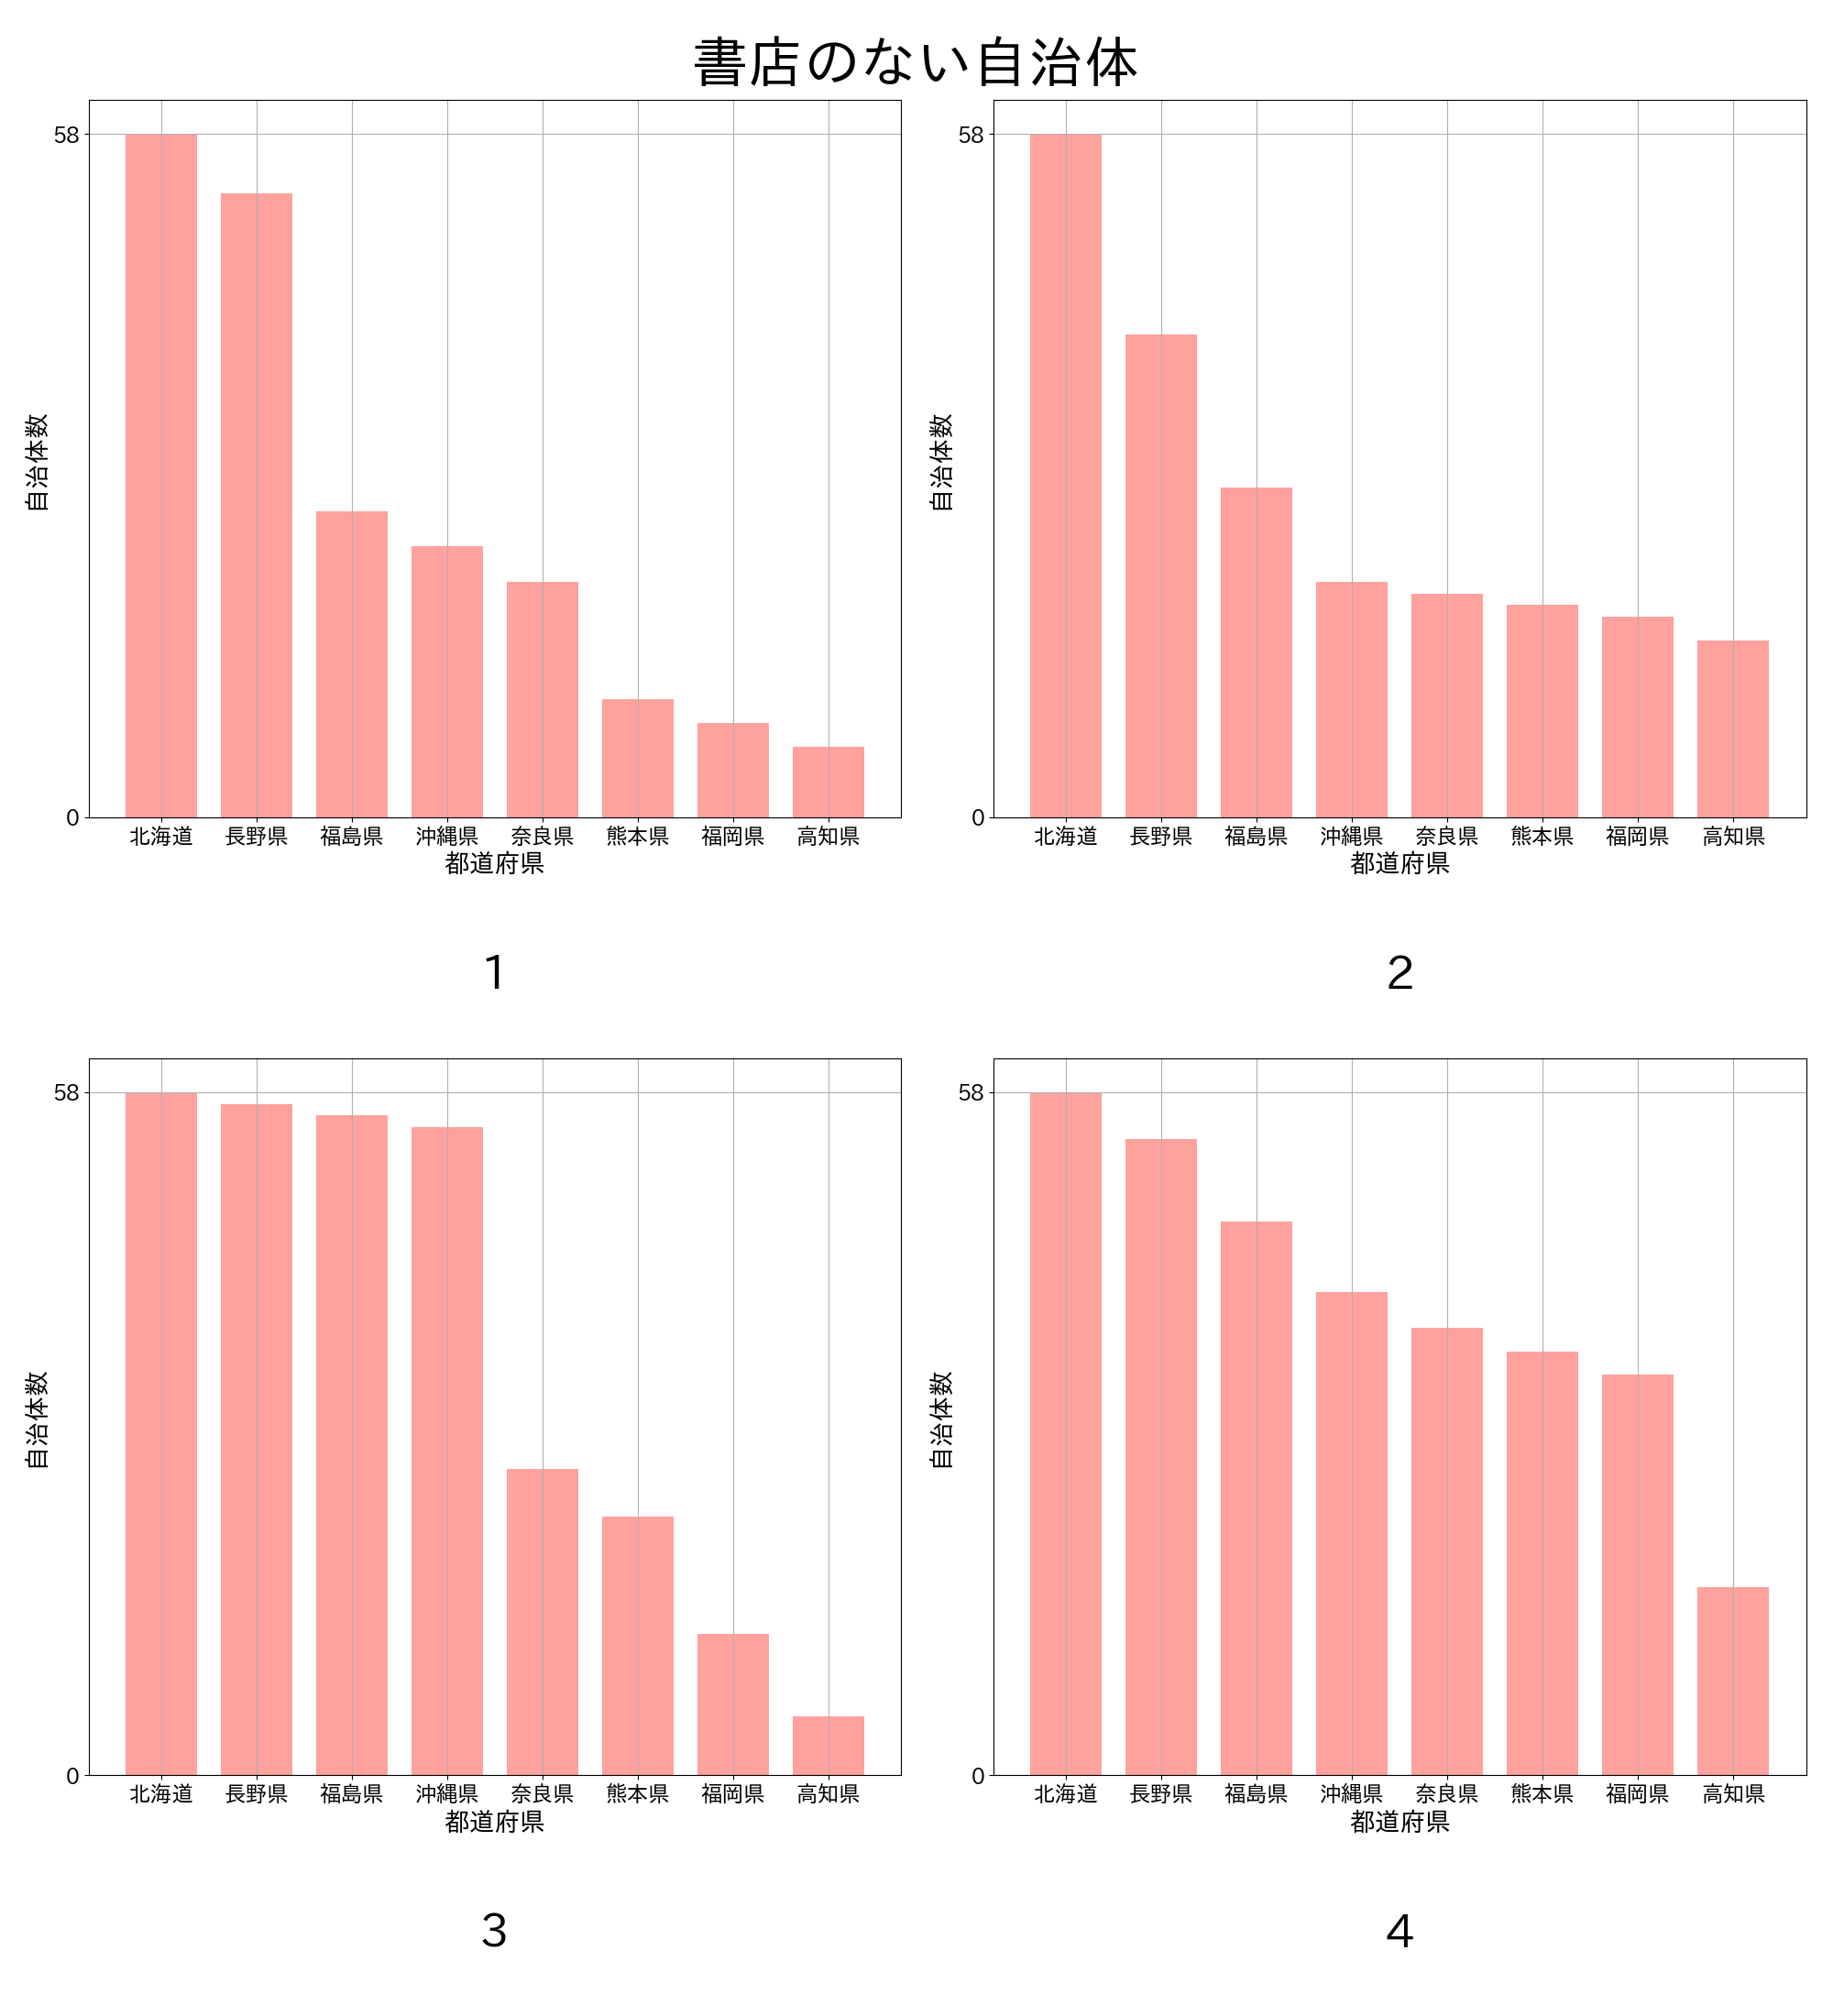 書店のない自治体
58
0
自治体数
北海道 長野県 福島県 沖縄県 奈良県 熊本県 福岡県 高知県
都道府県
1
58
0
自治体数
北海道 長野県 福島県 沖縄県 奈良県 熊本県 福岡県 高知県
都道府県
2
58
0
自治体数
北海道 長野県 福島県 沖縄県 奈良県 熊本県 福岡県 高知県
都道府県
3
58
0
自治体数
北海道 長野県 福島県 沖縄県 奈良県 熊本県 福岡県 高知県
都道府県
4